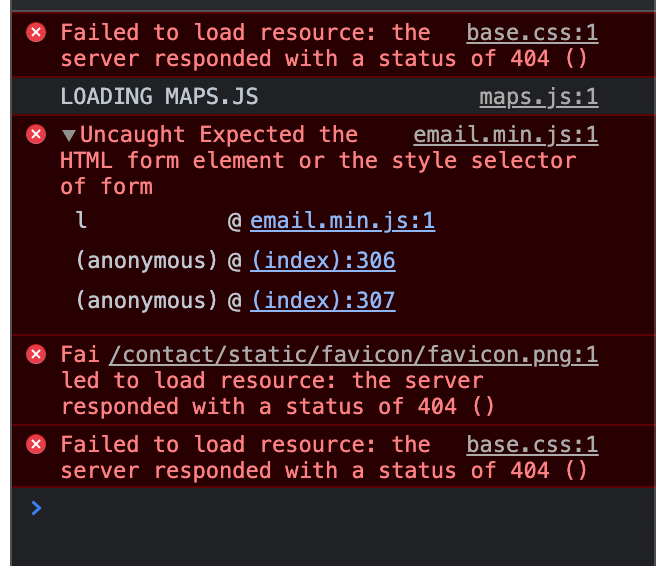 Failed to load resource: the base.css:1
server responded with a status of 404 ()
LOADING MAPS.JS maps.js:1
▼Uncaught Expected the email.min.js:1
HTML form element or the style selector
of form
l @ email.min.js:1
(anonymous) @ (index):306
(anonymous) @ (index):307
Fai /contact/static/favicon/favicon.png:1
led to load resource: the server
responded with a status of 404 ()
Failed to load resource: the base.css:1
server responded with a status of 404 ()